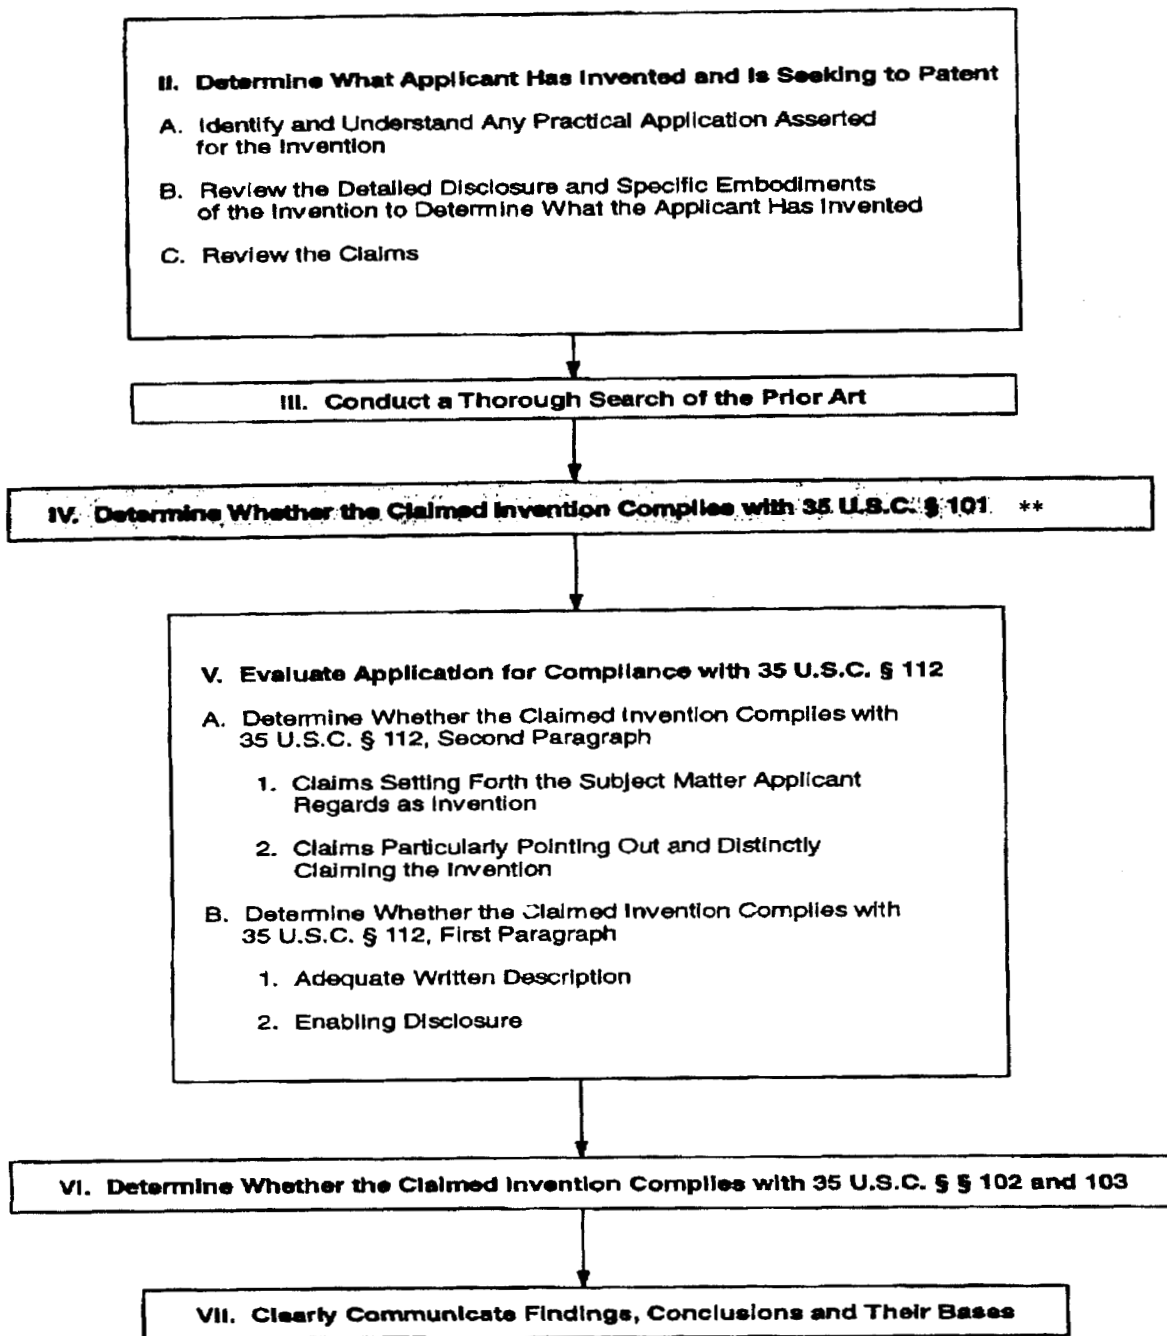 II. Determine What Applicant Has Invented and Is Seeking to Patent
A. Identify and Understand Any Practical Application Asserted
for the Invention
B. Review the Detailed Disclosure and Specific Embodiments
of the Invention to Determine What the Applicant Has Invented
C. Review the Claims
III. Conduct a Thorough Search of the Prior Art
IV. Determine Whether the Claimed Invention Complies with 35 U.S.C. § 101 **
V. Evaluate Application for Compliance with 35 U.S.C. § 112
A. Determine Whether the Claimed Invention Complies with
35 U.S.C. § 112, Second Paragraph
1. Claims Setting Forth the Subject Matter Applicant
Regards as Invention
2. Claims Particularly Pointing Out and Distinctly
Claiming the Invention
B. Determine Whether the Claimed Invention Complies with
35 U.S.C. § 112, First Paragraph
1. Adequate Written Description
2. Enabling Disclosure
VI. Determine Whether the Claimed Invention Complies with 35 U.S.C. § § 102 and 103
VII. Clearly Communicate Findings, Conclusions and Their Bases